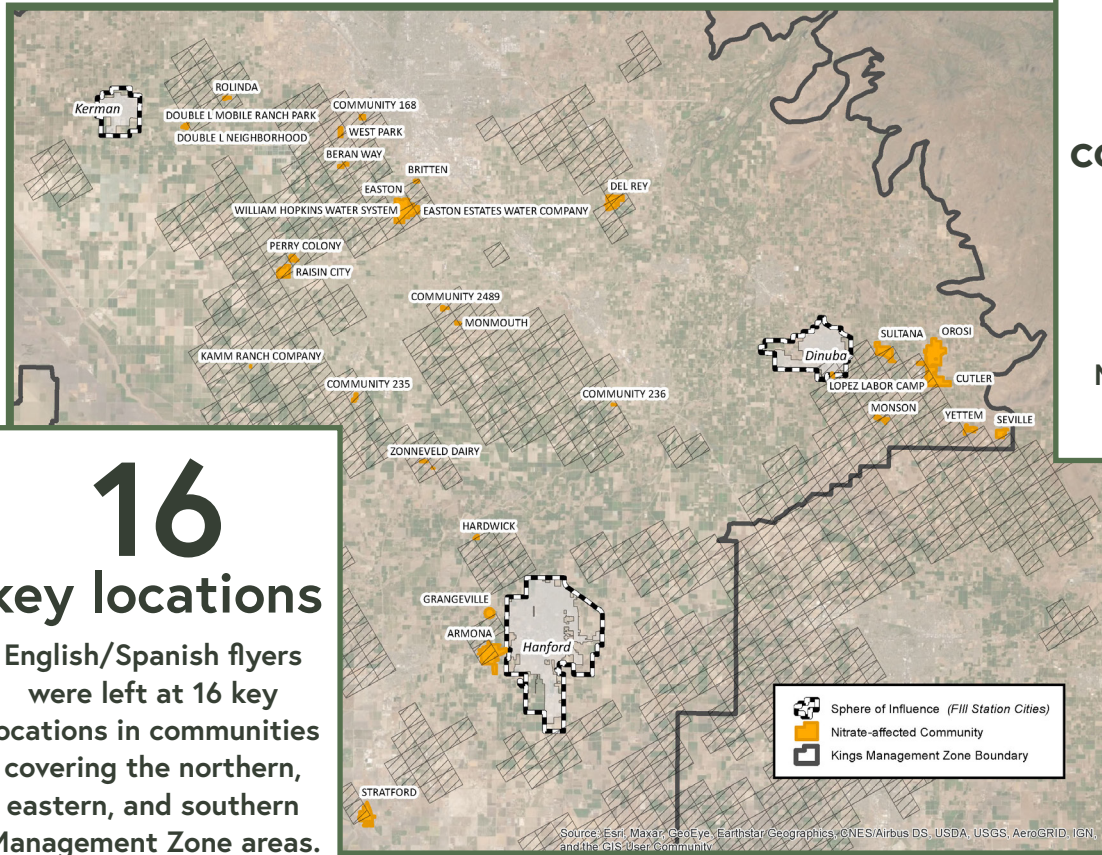 Kerman
ROLINDA
DOUBLE L MOBILE RANCH PARK
DOUBLE L NEIGHBORHOOD
COMMUNITY 168
WEST PARK
BERAN WAY
BRITTEN
EASTON
WILLIAM HOPKINS WATER SYSTEM
EASTON ESTATES WATER COMPANY
DEL REY
PERRY COLONY
RAISIN CITY
COMMUNITY 2489
MONMOUTH
KAMM RANCH COMPANY
COMMUNITY 235
COMMUNITY 236
Dinuba
SULTANA
OROSI
LOPEZ LABOR CAMP
CUTLER
MONSON
YETTEM
SEVILLE
ZONNEVELD DAIRY
HARDWICK
GRANGEVILLE
ARMONA
Hanford
STRATFORD
16
key locations
English/Spanish flyers
were left at 16 key
locations in communities
covering the northern,
eastern, and southern
Management Zone areas.
Sphere of Influence (FIll Station Cities)
Nitrate-affected Community
Kings Management Zone Boundary
Source: Esri, Maxar, GeoEye, Earthstar Geographics, CNES/Airbus DS, USDA, USGS, AeroGRID, IGN,
and the GIS User Community